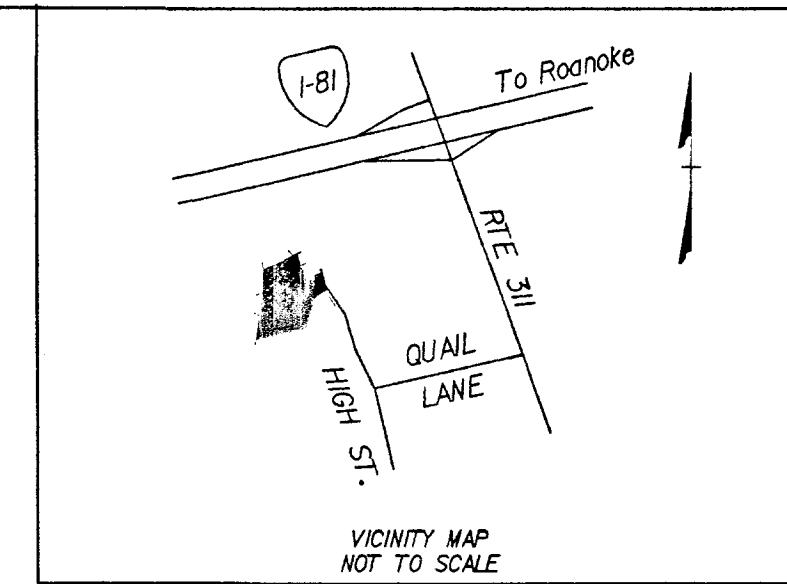 I-81
To Roanoke
RTE 311
QUAIL
LANE
HIGH ST.
VICINITY MAP
NOT TO SCALE